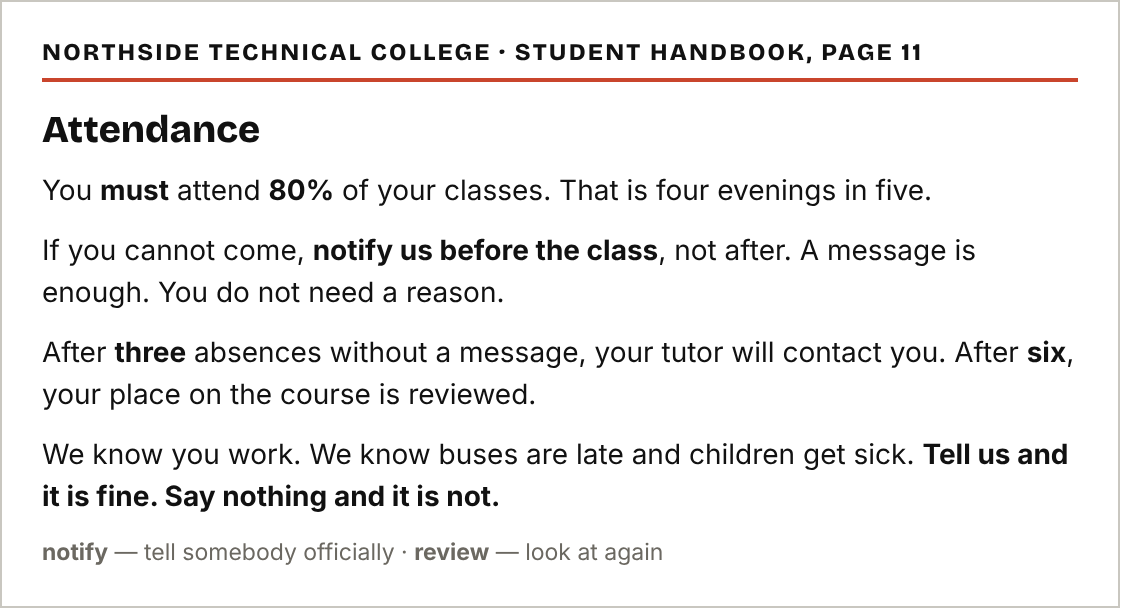 NORTHSIDE TECHNICAL COLLEGE · STUDENT HANDBOOK, PAGE 11
Attendance
You must attend 80% of your classes. That is four evenings in five.
If you cannot come, notify us before the class, not after. A message is
enough. You do not need a reason.
After three absences without a message, your tutor will contact you. After six,
your place on the course is reviewed.
We know you work. We know buses are late and children get sick. Tell us and
it is fine. Say nothing and it is not.
notify — tell somebody officially · review — look at again